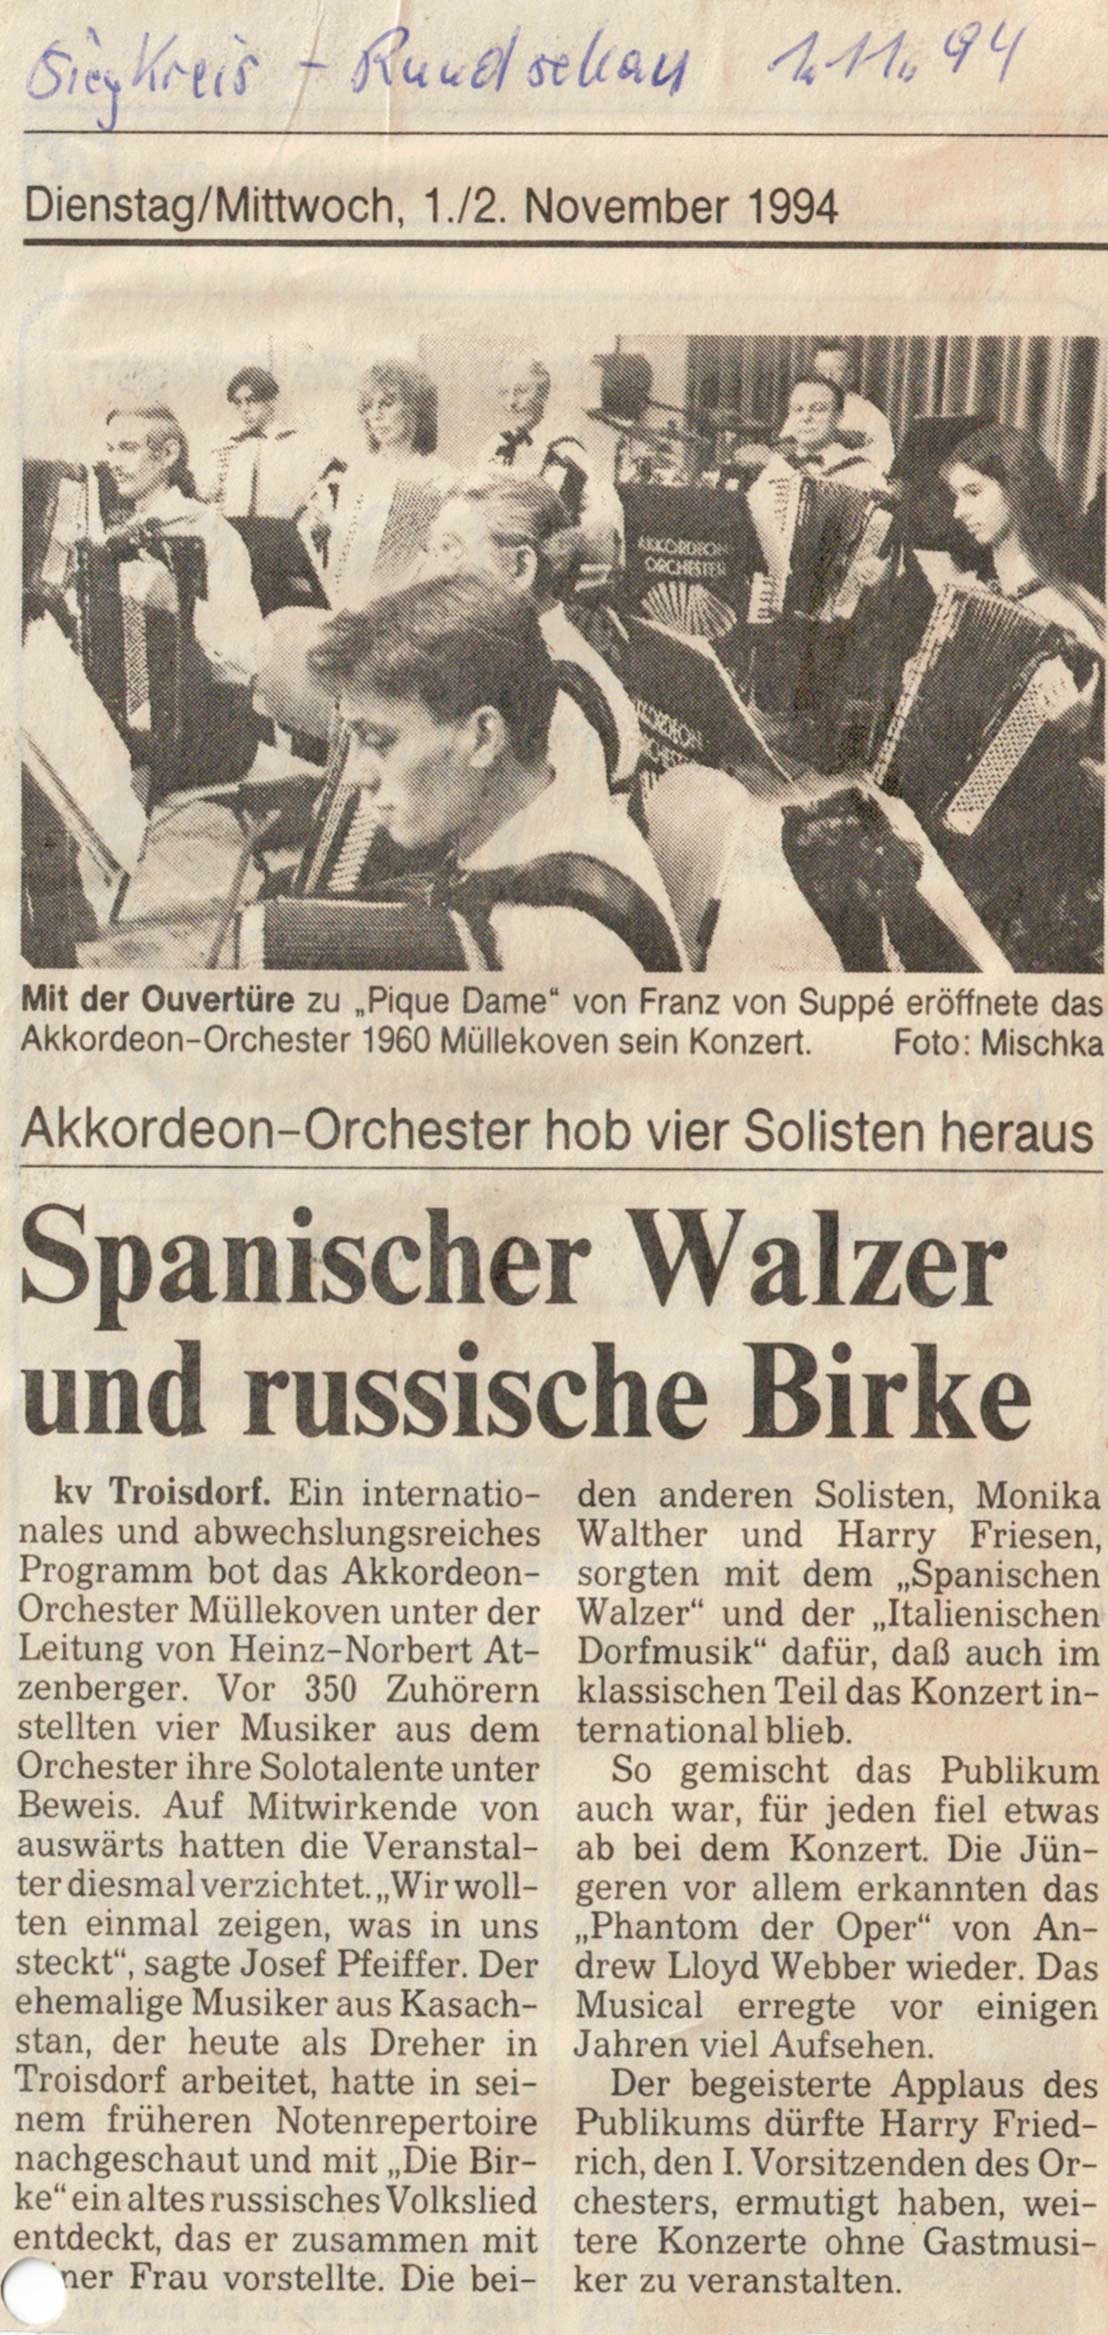 Siegkreis - Rundschau 1.11.94
Dienstag/Mittwoch, 1./2. November 1994
AKKORDEON
ORCHESTER
KKORDEON
RCHESTER
Mit der Ouvertüre zu „Pique Dame“ von Franz von Suppé eröffnete das
Akkordeon-Orchester 1960 Müllekoven sein Konzert. Foto: Mischka
Akkordeon-Orchester hob vier Solisten heraus
Spanischer Walzer
und russische Birke
kv Troisdorf. Ein internatio-
nales und abwechslungsreiches
Programm bot das Akkordeon-
Orchester Müllekoven unter der
Leitung von Heinz-Norbert At-
zenberger. Vor 350 Zuhörern
stellten vier Musiker aus dem
Orchester ihre Solotalente unter
Beweis. Auf Mitwirkende von
auswärts hatten die Veranstal-
ter diesmal verzichtet. „Wir woll-
ten einmal zeigen, was in uns
steckt“, sagte Josef Pfeiffer. Der
ehemalige Musiker aus Kasach-
stan, der heute als Dreher in
Troisdorf arbeitet, hatte in sei-
nem früheren Notenrepertoire
nachgeschaut und mit „Die Bir-
ke“ ein altes russisches Volkslied
entdeckt, das er zusammen mit
ner Frau vorstellte. Die bei-
den anderen Solisten, Monika
Walther und Harry Friesen,
sorgten mit dem „Spanischen
Walzer“ und der „Italienischen
Dorfmusik“ dafür, daß auch im
klassischen Teil das Konzert in-
ternational blieb.
So gemischt das Publikum
auch war, für jeden fiel etwas
ab bei dem Konzert. Die Jün-
geren vor allem erkannten das
„Phantom der Oper“ von An-
drew Lloyd Webber wieder. Das
Musical erregte vor einigen
Jahren viel Aufsehen.
Der begeisterte Applaus des
Publikums dürfte Harry Fried-
rich, den I. Vorsitzenden des Or-
chesters, ermutigt haben, wei-
tere Konzerte ohne Gastmusi-
ker zu veranstalten.